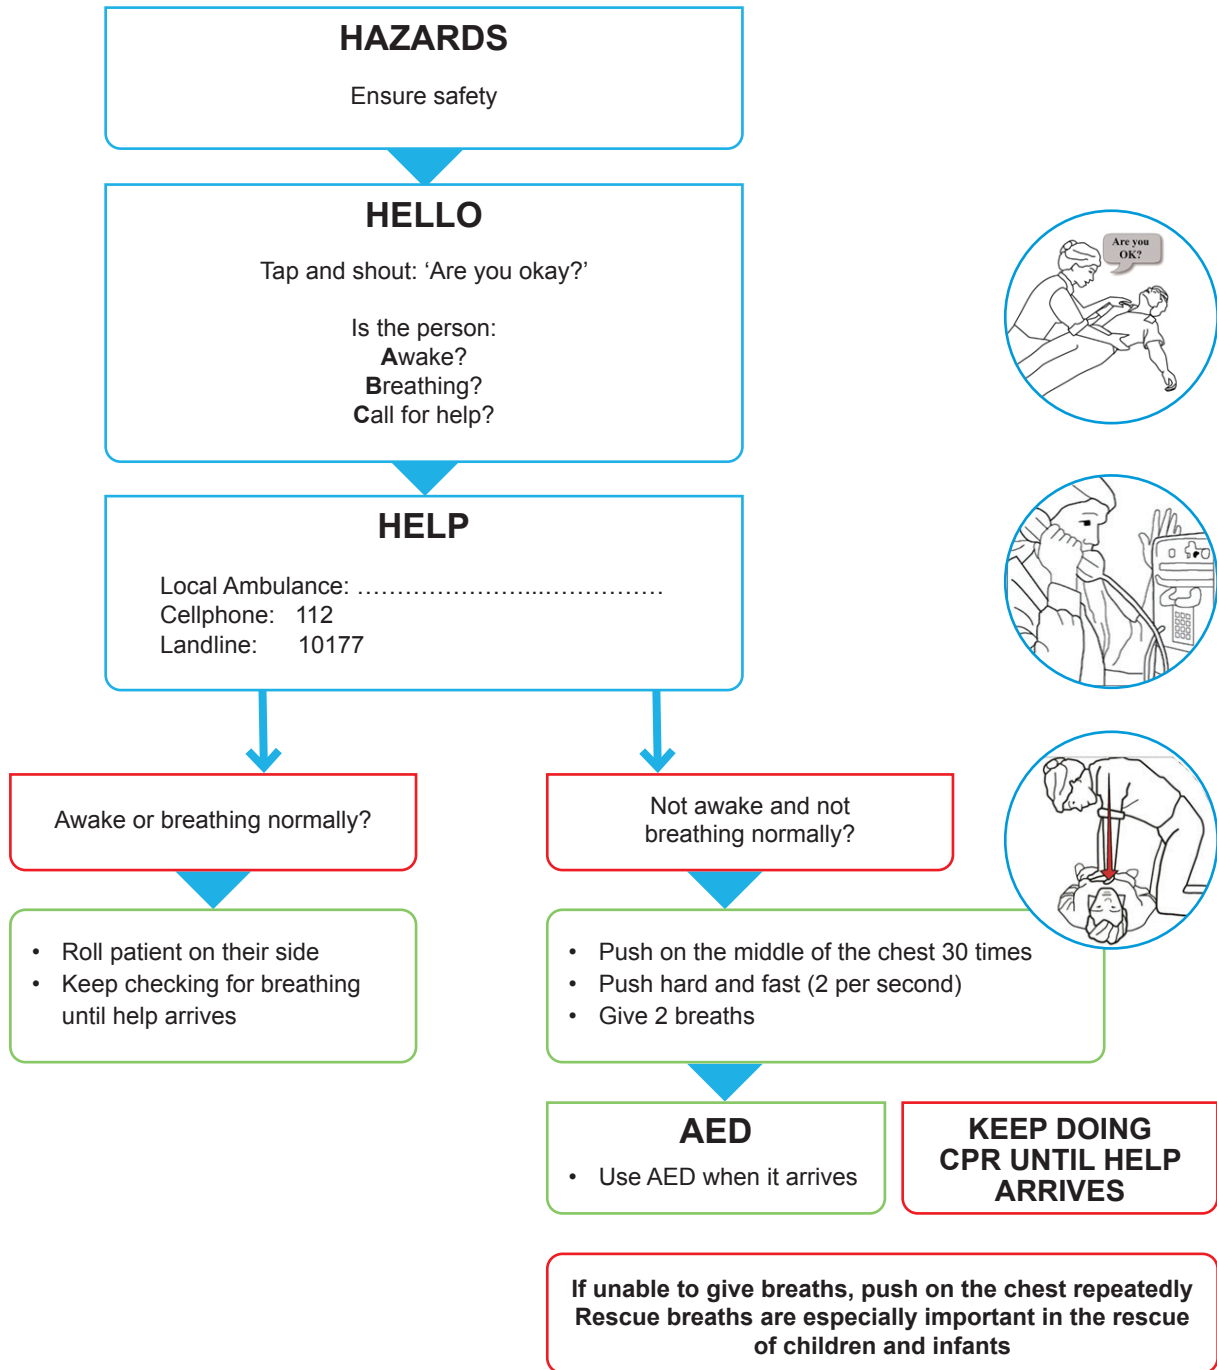 HAZARDS
Ensure safety
HELLO
Tap and shout: ‘Are you okay?’
Is the person:
Awake?
Breathing?
Call for help?
Are you
OK?
HELP
Local Ambulance: …………………...……………
Cellphone: 112
Landline: 10177
Awake or breathing normally?
• Roll patient on their side
• Keep checking for breathing
until help arrives
Not awake and not
breathing normally?
• Push on the middle of the chest 30 times
• Push hard and fast (2 per second)
• Give 2 breaths
AED
• Use AED when it arrives
KEEP DOING
CPR UNTIL HELP
ARRIVES
If unable to give breaths, push on the chest repeatedly
Rescue breaths are especially important in the rescue
of children and infants